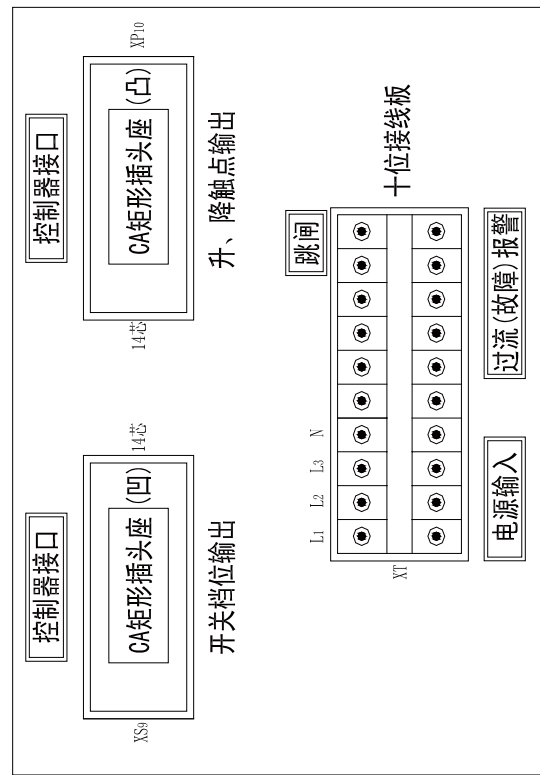 控制器接口
控制器接口
XS9
CA矩形插头座
(凹)
14芯
14芯
CA矩形插头座
(凸)
XP10
开关档位输出
升、降触点输出
跳闸
L1 L2 L3 N
XT
十位接线板
电源输入
过流(故障)报警